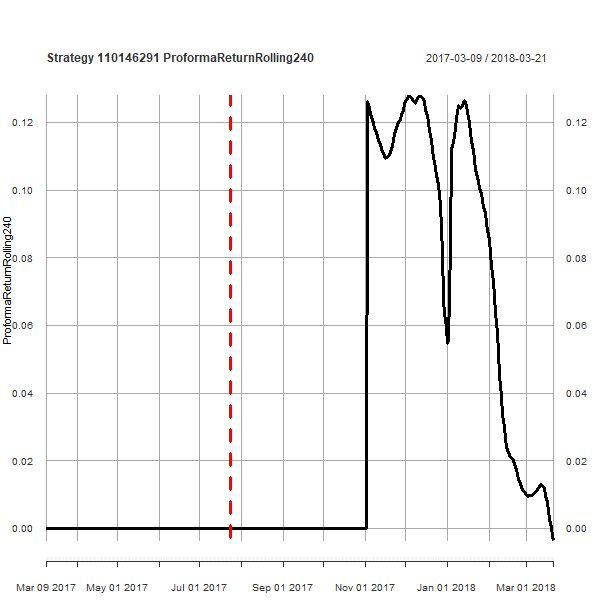 Strategy 110146291 ProformaReturnRolling240
2017-03-09 / 2018-03-21
ProformaReturnRolling240
0.12
0.12
0.10
0.10
0.08
0.08
0.06
0.06
0.04
0.04
0.02
0.02
0.00
0.00
Mar 09 2017
May 01 2017
Jul 01 2017
Sep 01 2017
Nov 01 2017
Jan 01 2018
Mar 01 2018